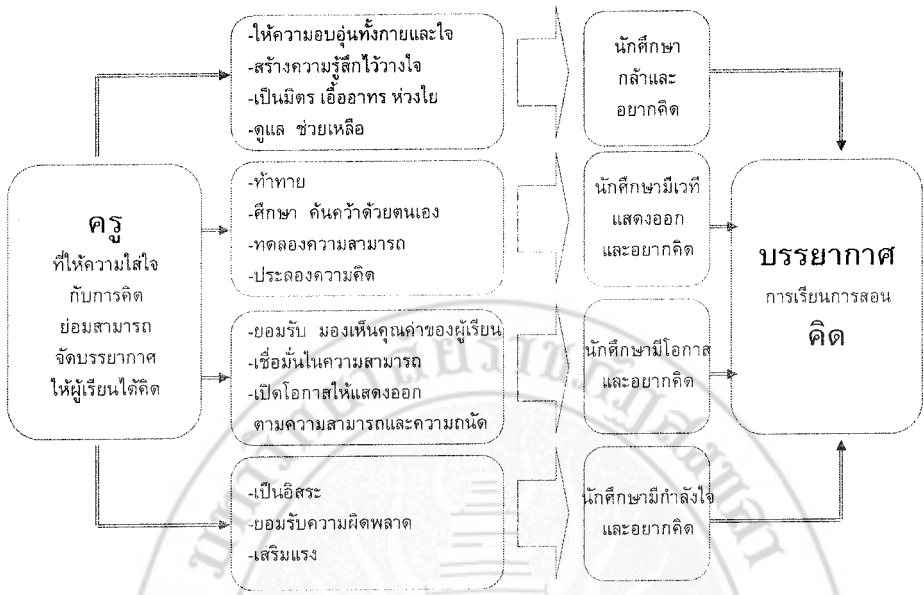 -ให้ความอบอุ่นทั้งกายและใจ
-สร้างความรู้สึกไว้วางใจ
-เป็นมิตร เอื้ออาทร ห่วงใย
-ดูแล ช่วยเหลือ
นักศึกษา
กล้าและ
อยากคิด
ครู
ที่ให้ความใส่ใจ
กับการคิด
ย่อมสามารถ
จัดบรรยากาศ
ให้ผู้เรียนได้คิด
-ท้าทาย
-ศึกษา ค้นคว้าด้วยตนเอง
-ทดลองความสามารถ
-ประลองความคิด
นักศึกษามีเวที
แสดงออก
และอยากคิด
-ยอมรับ มองเห็นคุณค่าของผู้เรียน
-เชื่อมั่นในความสามารถ
-เปิดโอกาสให้แสดงออก
ตามความสามารถและความถนัด
นักศึกษามีโอกาส
และอยากคิด
-เป็นอิสระ
-ยอมรับความผิดพลาด
-เสริมแรง
นักศึกษามีกำลังใจ
และอยากคิด
บรรยากาศ
การเรียนการสอน
คิด
มหาวิทยาลัยราชภัฏสงขลา